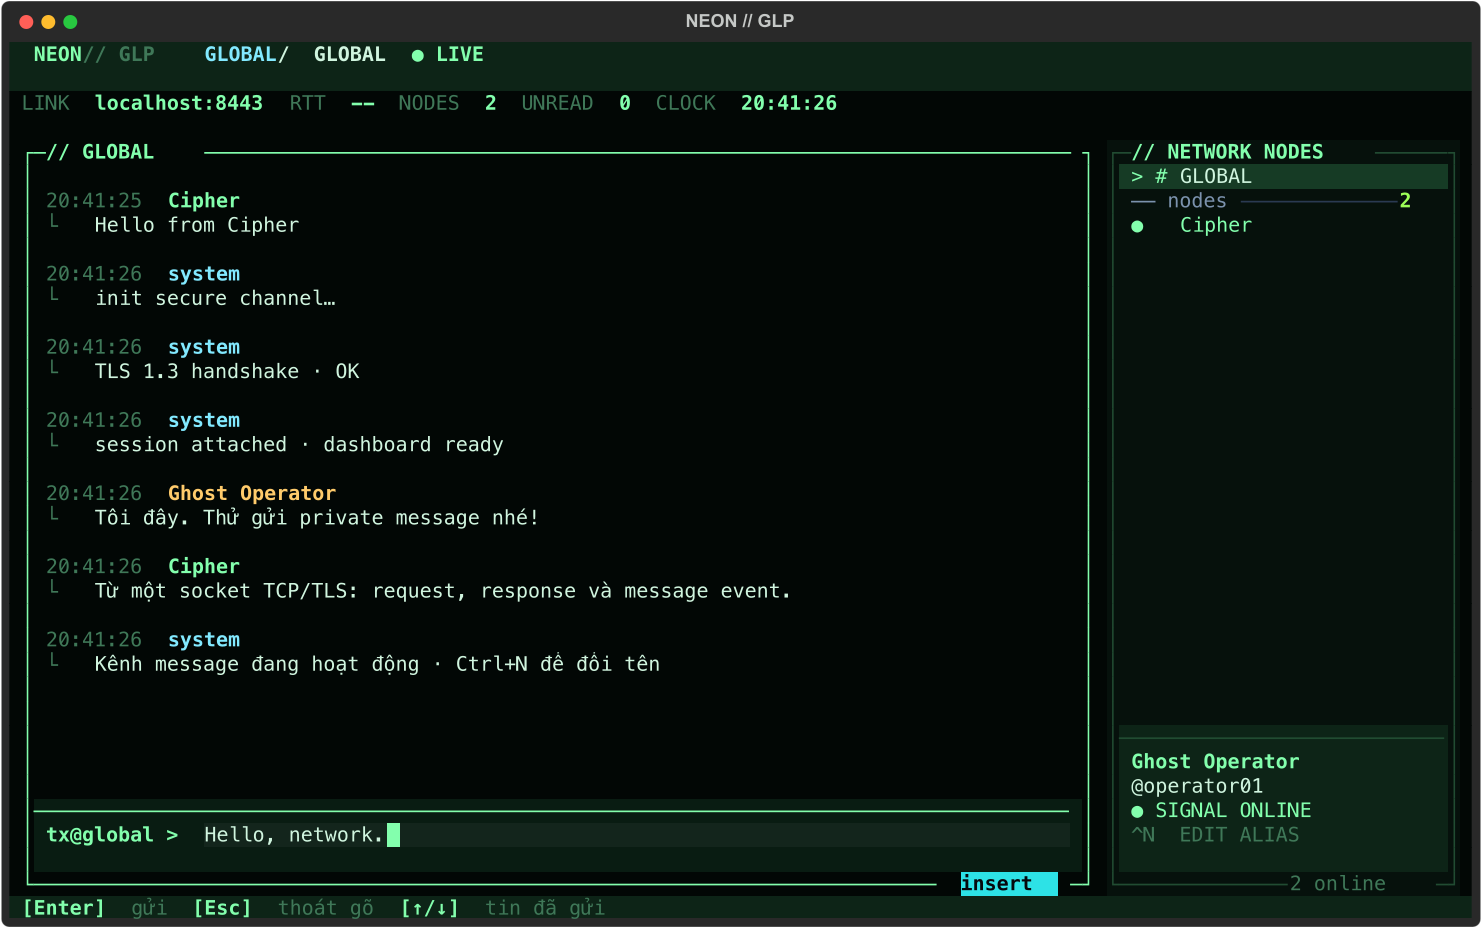 NEON // GLP
NEON// GLP GLOBAL/ GLOBAL ● LIVE
LINK localhost:8443 RTT -- NODES 2 UNREAD 0 CLOCK 20:41:26
// GLOBAL
20:41:25 Cipher
└ Hello from Cipher
20:41:26 system
└ init secure channel…
20:41:26 system
└ TLS 1.3 handshake · OK
20:41:26 system
└ session attached · dashboard ready
20:41:26 Ghost Operator
└ Tôi đây. Thử gửi private message nhé!
20:41:26 Cipher
└ Từ một socket TCP/TLS: request, response và message event.
20:41:26 system
└ Kênh message đang hoạt động · Ctrl+N để đổi tên
tx@global > Hello, network.
insert
// NETWORK NODES
> # GLOBAL
── nodes ── 2
● Cipher
Ghost Operator
@operator01
● SIGNAL ONLINE
^N EDIT ALIAS
2 online
[Enter] gửi [Esc] thoát gõ [↑/↓] tin đã gửi